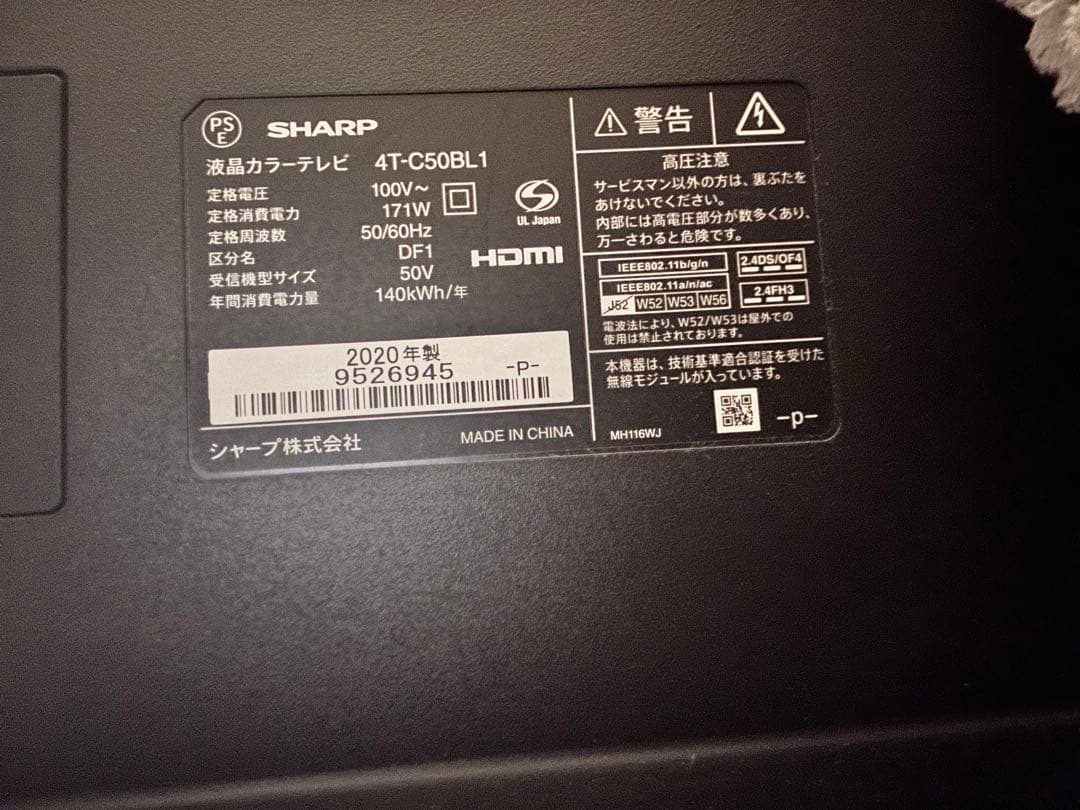 PS
E
SHARP
液晶カラーテレビ 4T-C50BL1
定格電圧 100V~
定格消費電力 171W
定格周波数 50/60Hz
区分名 DF1
受信機型サイズ 50V
年間消費電力量 140kWh/年
S
UL Japan
HDMI
2020年製
9526945 -P-
シャープ株式会社 MADE IN CHINA
警告
高圧注意
サービスマン以外の方は、裏ぶたを
あけないでください。
内部には高電圧部分が数多くあり、
万一さわると危険です。
IEEE802.11b/g/n 2.4DS/OF4
IEEE802.11a/n/ac
J52 W52 W53 W56 2.4FH3
電波法により、W52/W53は屋外での
使用は禁止されております。
本機器は、技術基準適合認証を受けた
無線モジュールが入っています。
MH116WJ -p-